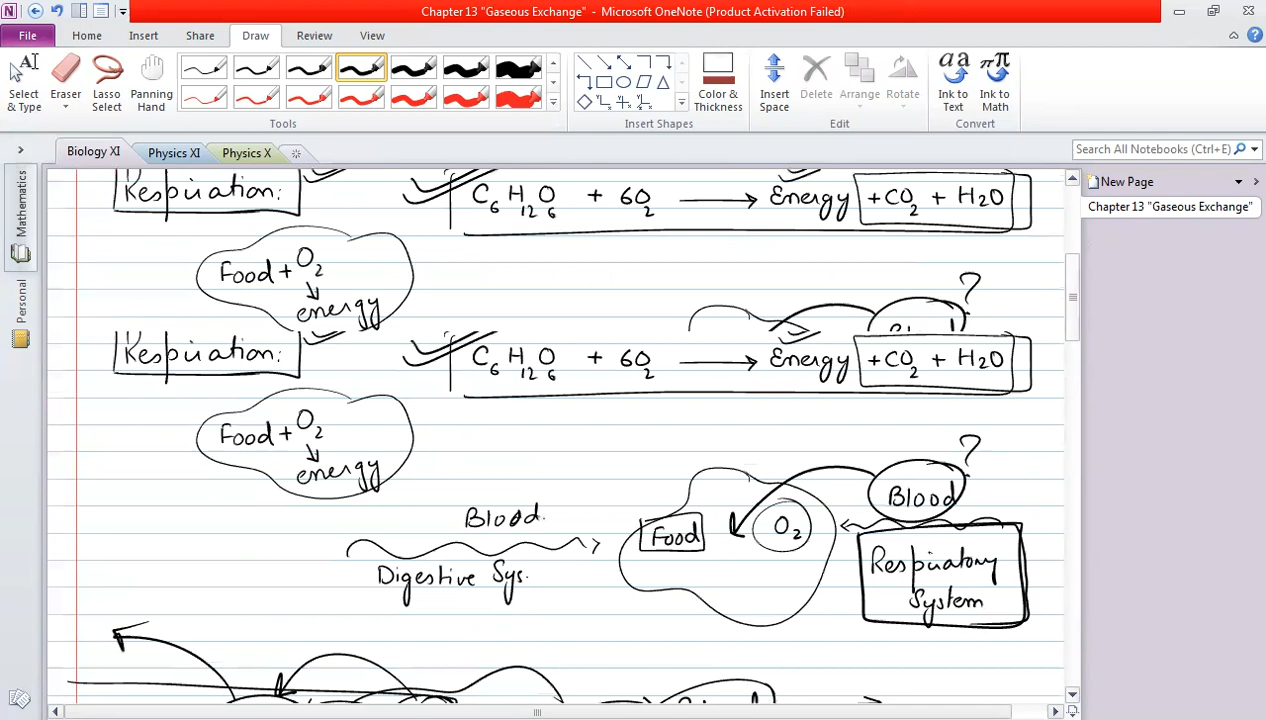 Chapter 13 "Gaseous Exchange" - Microsoft OneNote (Product Activation Failed)
File Home Insert Share Draw Review View
Select & Type
Eraser
Lasso Select
Panning Hand
Color & Thickness
Insert Space
Delete
Arrange
Rotate
Ink to Text
Ink to Math
Tools
Insert Shapes
Edit
Convert
Biology XI Physics XI Physics X
Search All Notebooks (Ctrl+E)
Mathematics
Personal
New Page
Chapter 13 "Gaseous Exchange"
Respiration: C6H12O6 + 6O2 → Energy + CO2 + H2O
Food + O2
↓
energy
?
Respiration: C6H12O6 + 6O2 → Energy + CO2 + H2O
Food + O2
↓
energy
?
Blood
Blood.
Food O2
Digestive Sys.
Respiratory
System